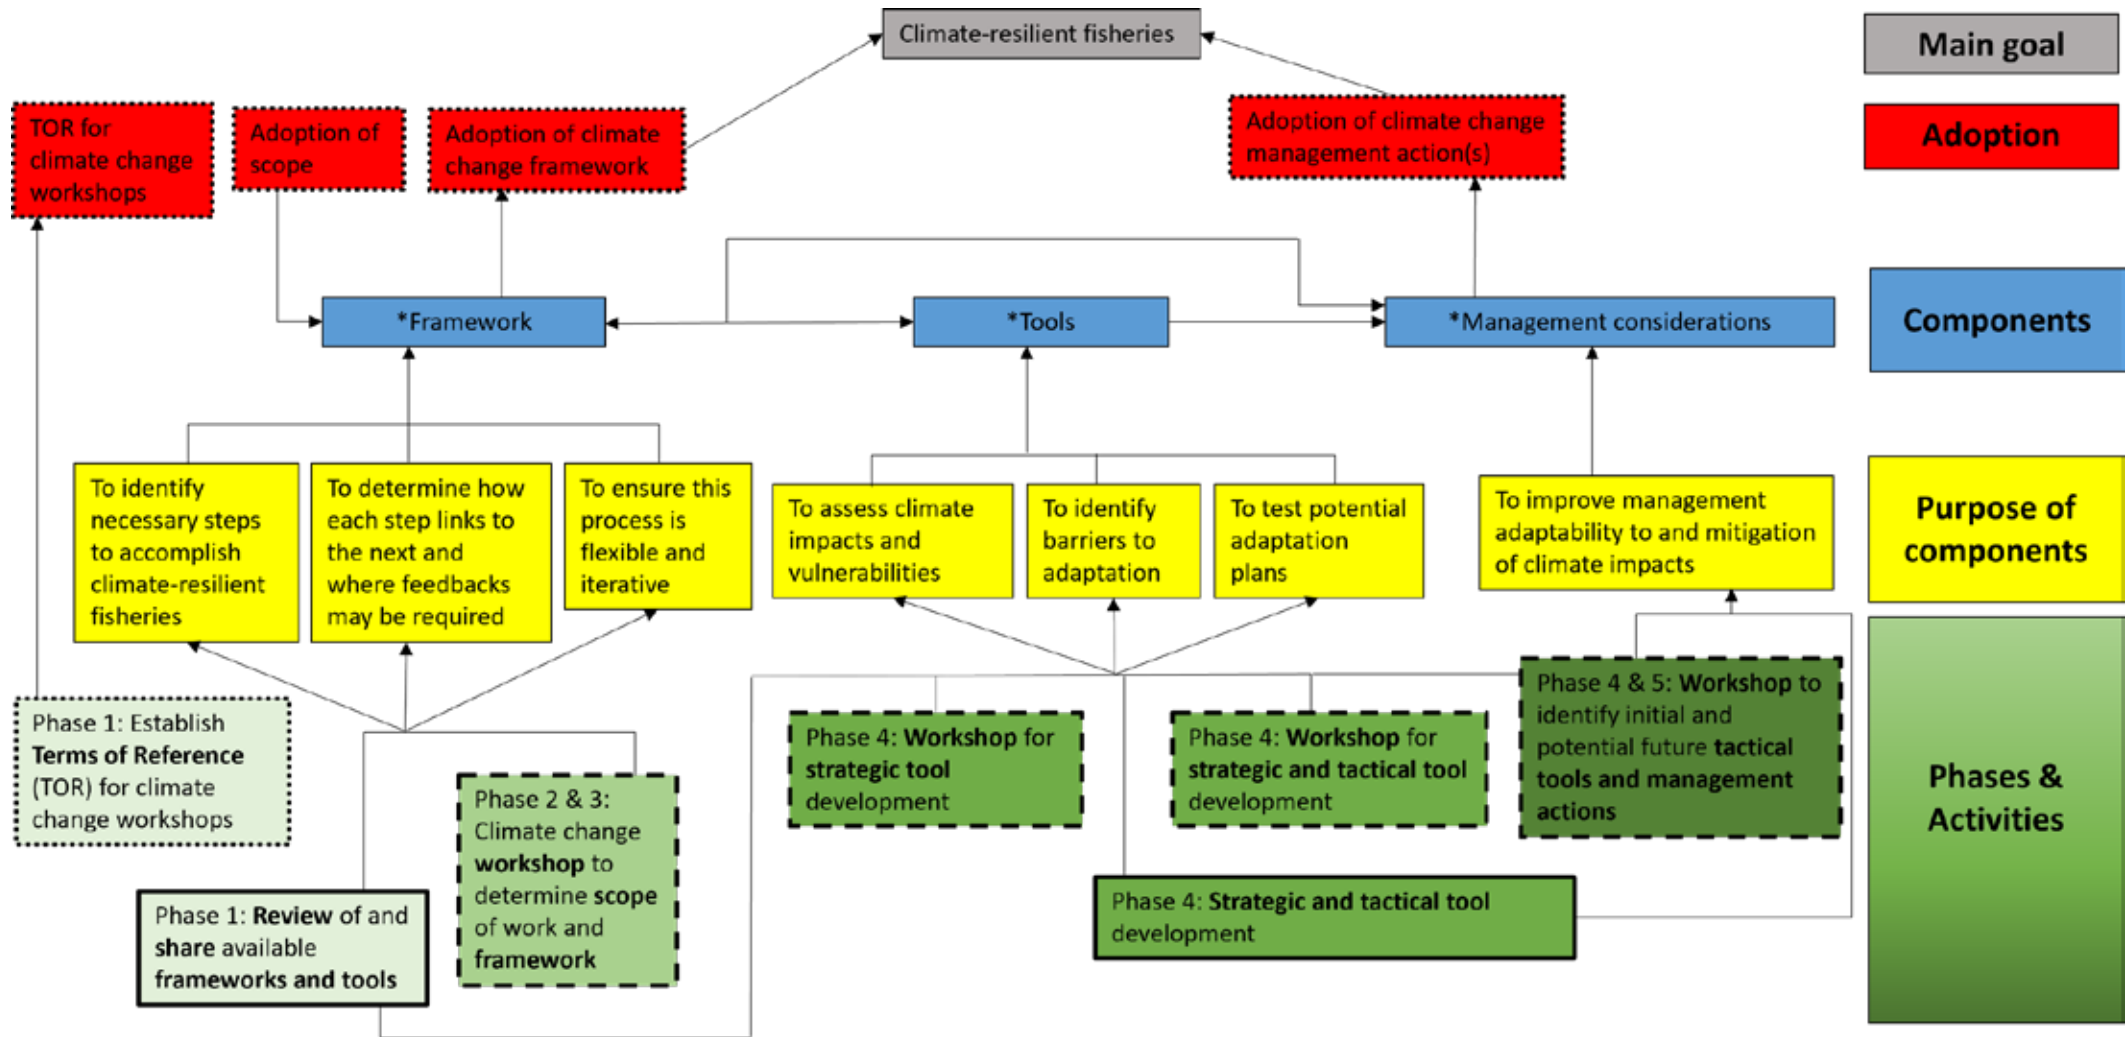 Climate-resilient fisheries
Main goal
TOR for
climate change
workshops
Adoption of
scope
Adoption of climate
change framework
Adoption of climate change
management action(s)
Adoption
*Framework
*Tools
*Management considerations
Components
To identify
necessary steps
to accomplish
climate-resilient
fisheries
To determine how
each step links to
the next and
where feedbacks
may be required
To ensure this
process is
flexible and
iterative
To assess climate
impacts and
vulnerabilities
To identify
barriers to
adaptation
To test potential
adaptation
plans
To improve management
adaptability to and mitigation
of climate impacts
Purpose of
components
Phase 1: Establish
Terms of Reference
(TOR) for climate
change workshops
Phase 1: Review of and
share available
frameworks and tools
Phase 2 & 3:
Climate change
workshop to
determine scope
of work and
framework
Phase 4: Workshop for
strategic tool
development
Phase 4: Workshop for
strategic and tactical tool
development
Phase 4 & 5: Workshop to
identify initial and
potential future tactical
tools and management
actions
Phase 4: Strategic and tactical tool
development
Phases &
Activities